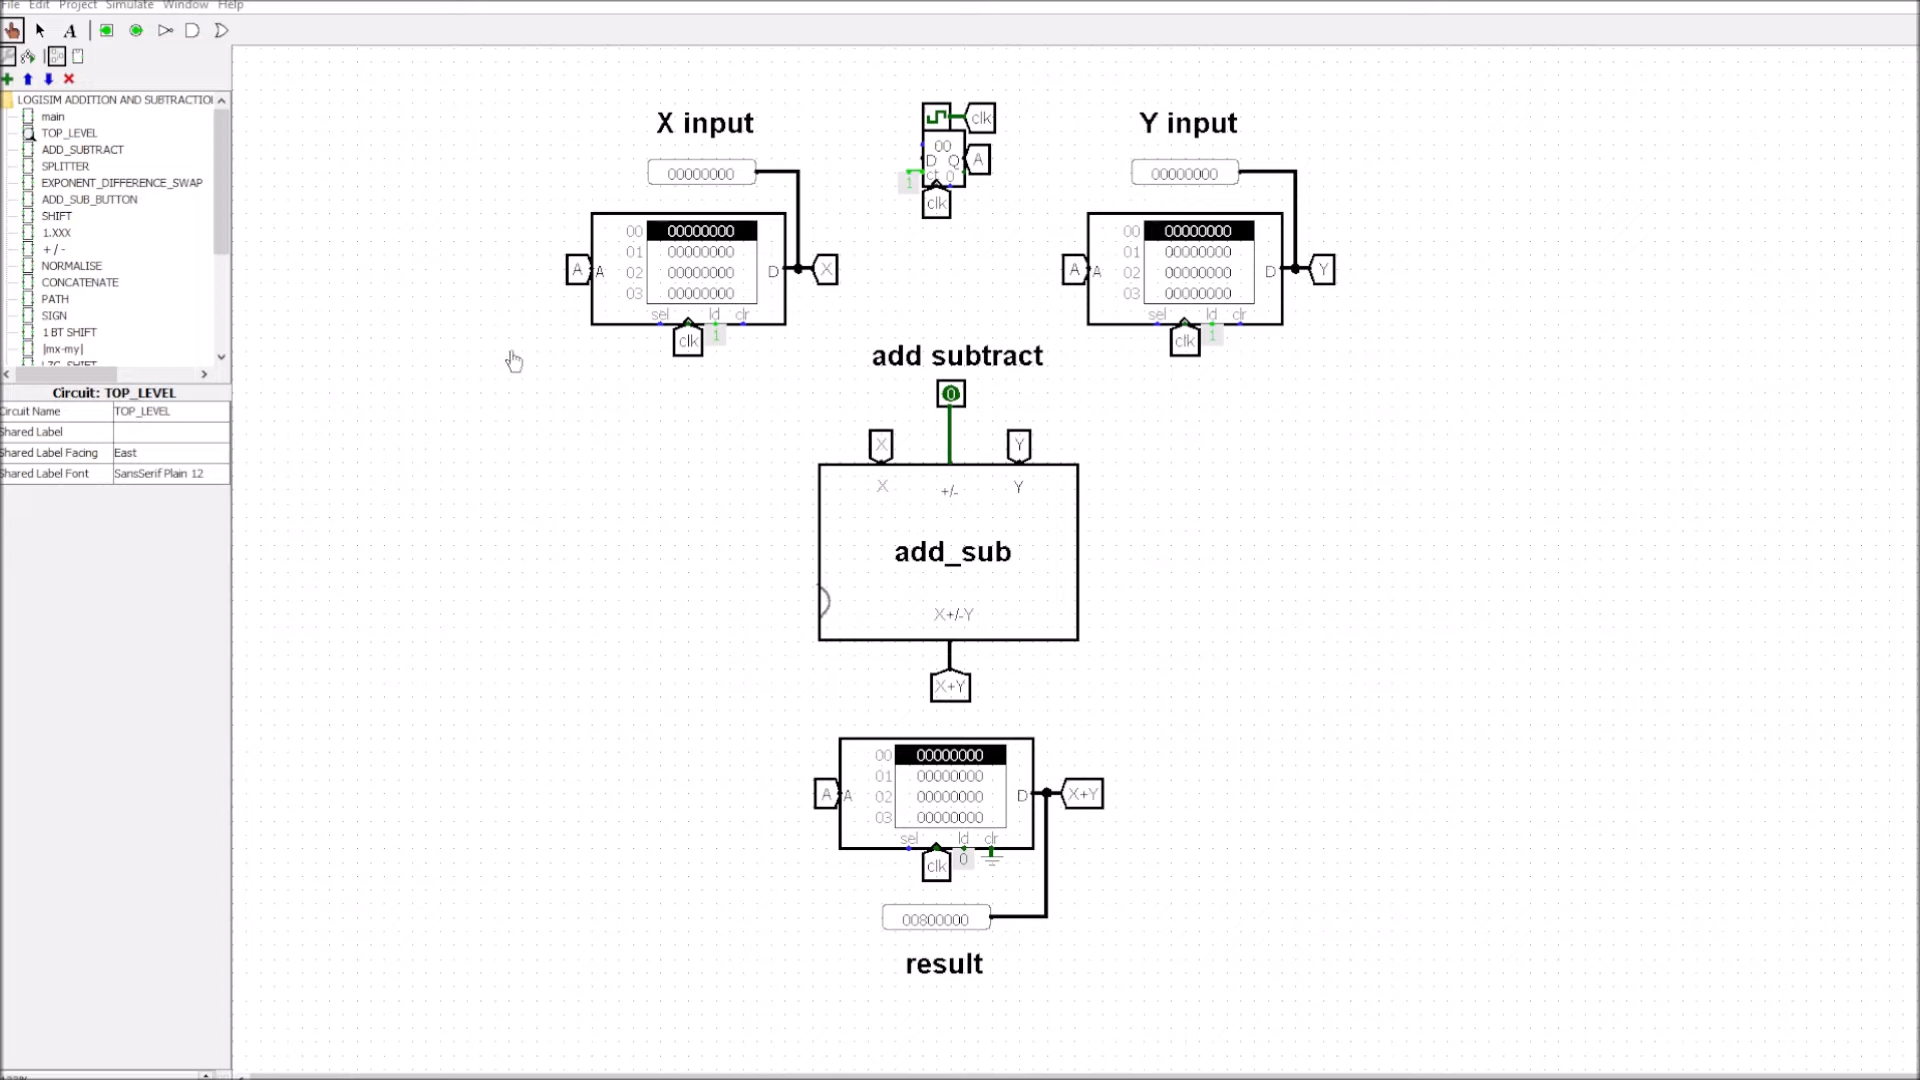 File Edit Project Simulate Window Help
A
LOGISIM ADDITION AND SUBTRACTIO
main
TOP_LEVEL
ADD_SUBTRACT
SPLITTER
EXPONENT_DIFFERENCE_SWAP
ADD_SUB_BUTTON
SHIFT
1.XXX
+ / -
NORMALISE
CONCATENATE
PATH
SIGN
1 BT SHIFT
|mx-my|
LZC_SHIFT
Circuit: TOP_LEVEL
Circuit Name TOP_LEVEL
Shared Label
Shared Label Facing East
Shared Label Font SansSerif Plain 12
X input
00000000
A A
00 00000000
01 00000000
02 00000000
03 00000000
D X
sel ld clr
clk 1
clk
00
D Q A
ct 0
1
clk
Y input
00000000
A A
00 00000000
01 00000000
02 00000000
03 00000000
D Y
sel ld clr
clk 1
add subtract
0
X Y
X +/- Y
add_sub
X+/-Y
X+Y
A A
00 00000000
01 00000000
02 00000000
03 00000000
D X+Y
sel ld clr
clk 0
00800000
result